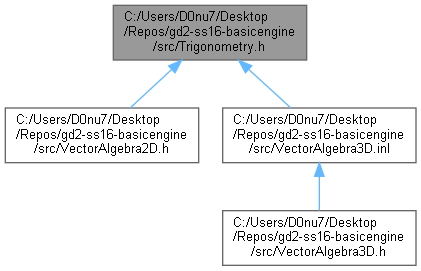 C:/Users/D0nu7/Desktop
/Repos/gd2-ss16-basicengine
/src/Trigonometry.h
C:/Users/D0nu7/Desktop
/Repos/gd2-ss16-basicengine
/src/VectorAlgebra2D.h
C:/Users/D0nu7/Desktop
/Repos/gd2-ss16-basicengine
/src/VectorAlgebra3D.inl
C:/Users/D0nu7/Desktop
/Repos/gd2-ss16-basicengine
/src/VectorAlgebra3D.h